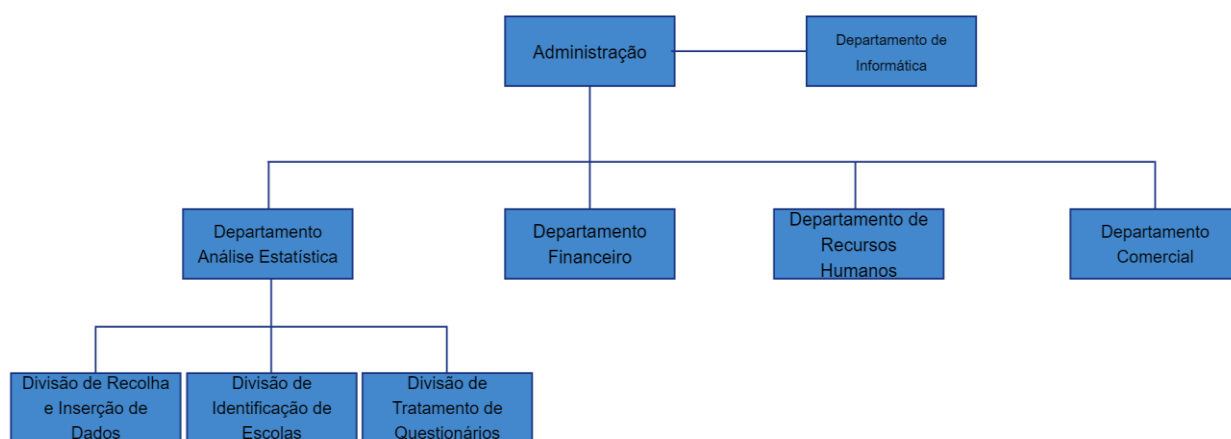 Administração
Departamento de
Informática
Departamento
Análise Estatística
Departamento
Financeiro
Departamento de
Recursos
Humanos
Departamento
Comercial
Divisão de Recolha
e Inserção de
Dados
Divisão de
Identificação de
Escolas
Divisão de
Tratamento de
Questionários